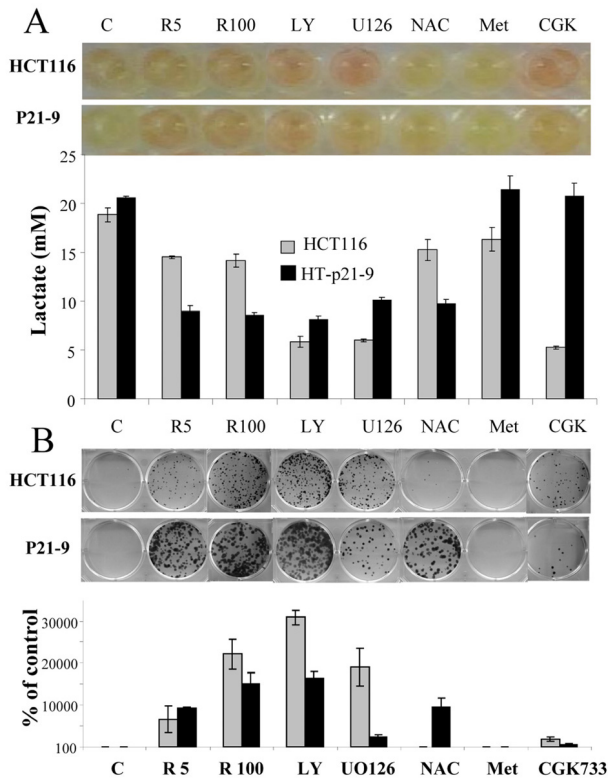 A
C R5 R100 LY U126 NAC Met CGK
HCT116
P21-9
25
20
15
10
5
0
Lactate (mM)
HCT116
HT-p21-9
C R5 R100 LY U126 NAC Met CGK
B
HCT116
P21-9
30000
20000
10000
100
% of control
C R 5 R 100 LY UO126 NAC Met CGK733